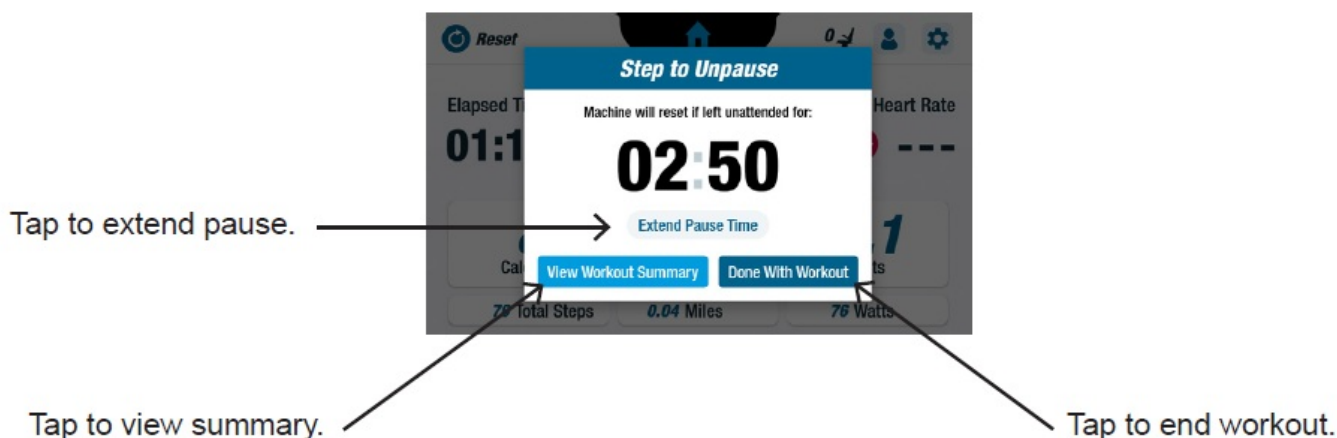 Reset
0
Step to Unpause
Elapsed T
Machine will reset if left unattended for:
Heart Rate
01:1
02:50
---
Tap to extend pause.
Extend Pause Time
1
Cal
View Workout Summary
Done With Workout
ts
78 Total Steps
0.04 Miles
76 Watts
Tap to view summary.
Tap to end workout.